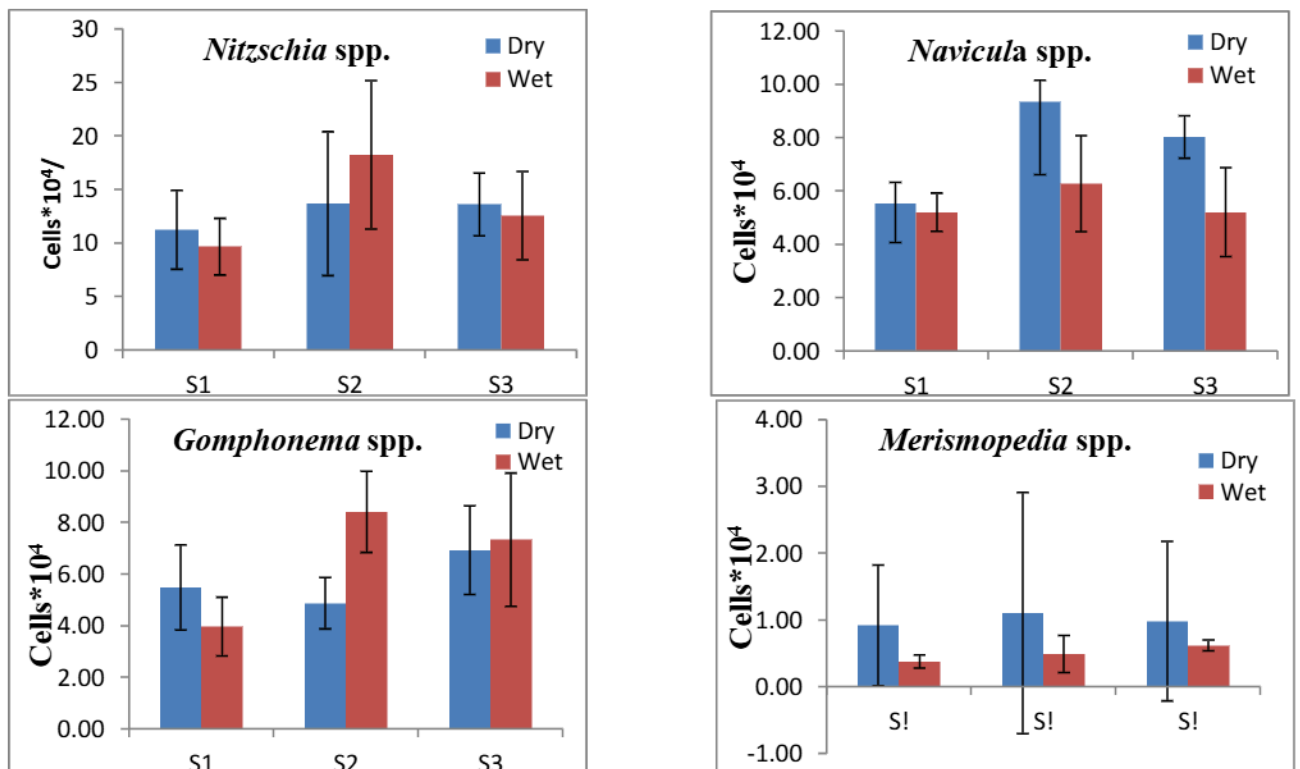 Nitzschia spp.
Dry
Wet
Cells*10⁴/
30
25
20
15
10
5
0
S1 S2 S3
Navicula spp.
Dry
Wet
Cells*10⁴
12.00
10.00
8.00
6.00
4.00
2.00
0.00
S1 S2 S3
Gomphonema spp.
Dry
Wet
Cells*10⁴
12.00
10.00
8.00
6.00
4.00
2.00
0.00
S1 S2 S3
Merismopedia spp.
Dry
Wet
Cells*10⁴
4.00
3.00
2.00
1.00
0.00
-1.00
S! S! S!